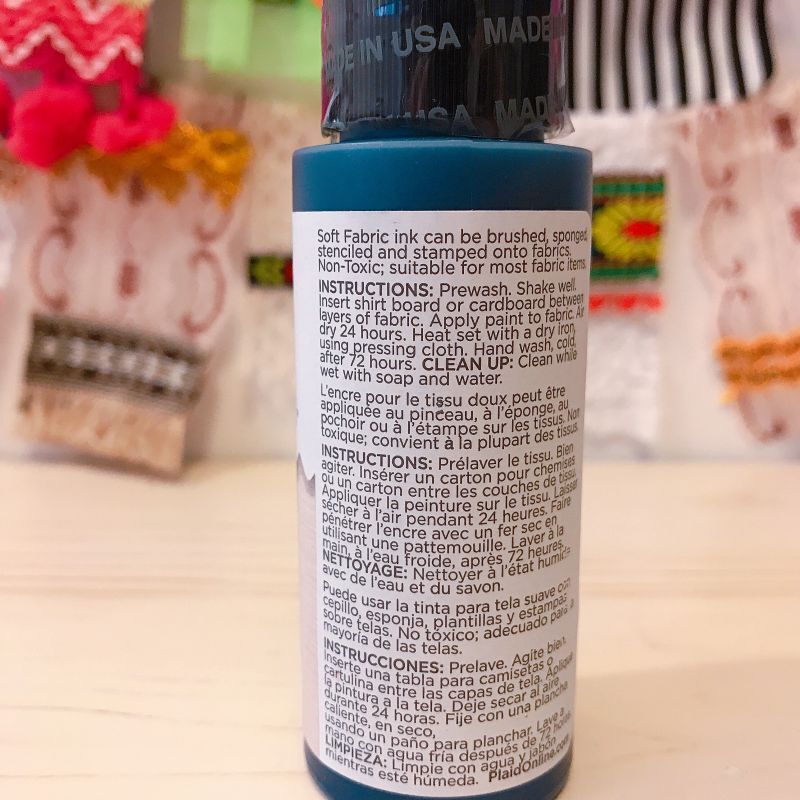 MADE IN USA MADE
USA MADE
Soft Fabric ink can be brushed, sponged,
stenciled and stamped onto fabrics.
Non-Toxic; suitable for most fabric items.
INSTRUCTIONS: Prewash. Shake well.
Insert shirt board or cardboard between
layers of fabric. Apply paint to fabric. Air
dry 24 hours. Heat set with a dry iron,
using pressing cloth. Hand wash, cold,
after 72 hours. CLEAN UP: Clean while
wet with soap and water.
L'encre pour le tissu doux peut être
appliquée au pinceau, à l'éponge, au
pochoir ou à l'étampe sur les tissus. Non
toxique; convient à la plupart des tissus.
INSTRUCTIONS: Prélaver le tissu. Bien
agiter. Insérer un carton pour chemises
ou un carton entre les couches de tissu.
Appliquer la peinture sur le tissu. Laisser
sécher à l'air pendant 24 heures. Faire
pénétrer l'encre avec un fer sec en
utilisant une pattemouille. Laver à la
main, à l'eau froide, après 72 heures.
NETTOYAGE: Nettoyer à l'état humide
avec de l'eau et du savon.
Puede usar la tinta para tela suave con
cepillo, esponja, plantillas y estampas
sobre telas. No tóxico; adecuado para la
mayoría de las telas.
INSTRUCCIONES: Prelave. Agite bien.
Inserte una tabla para camisetas o
cartulina entre las capas de tela. Aplique
la pintura a la tela. Deje secar al aire
durante 24 horas. Fije con una plancha
caliente, en seco,
usando un paño para planchar. Lave a
mano con agua fría después de 72 horas.
LIMPIEZA: Limpie con agua y jabón
mientras esté húmeda. PlaidOnline.com